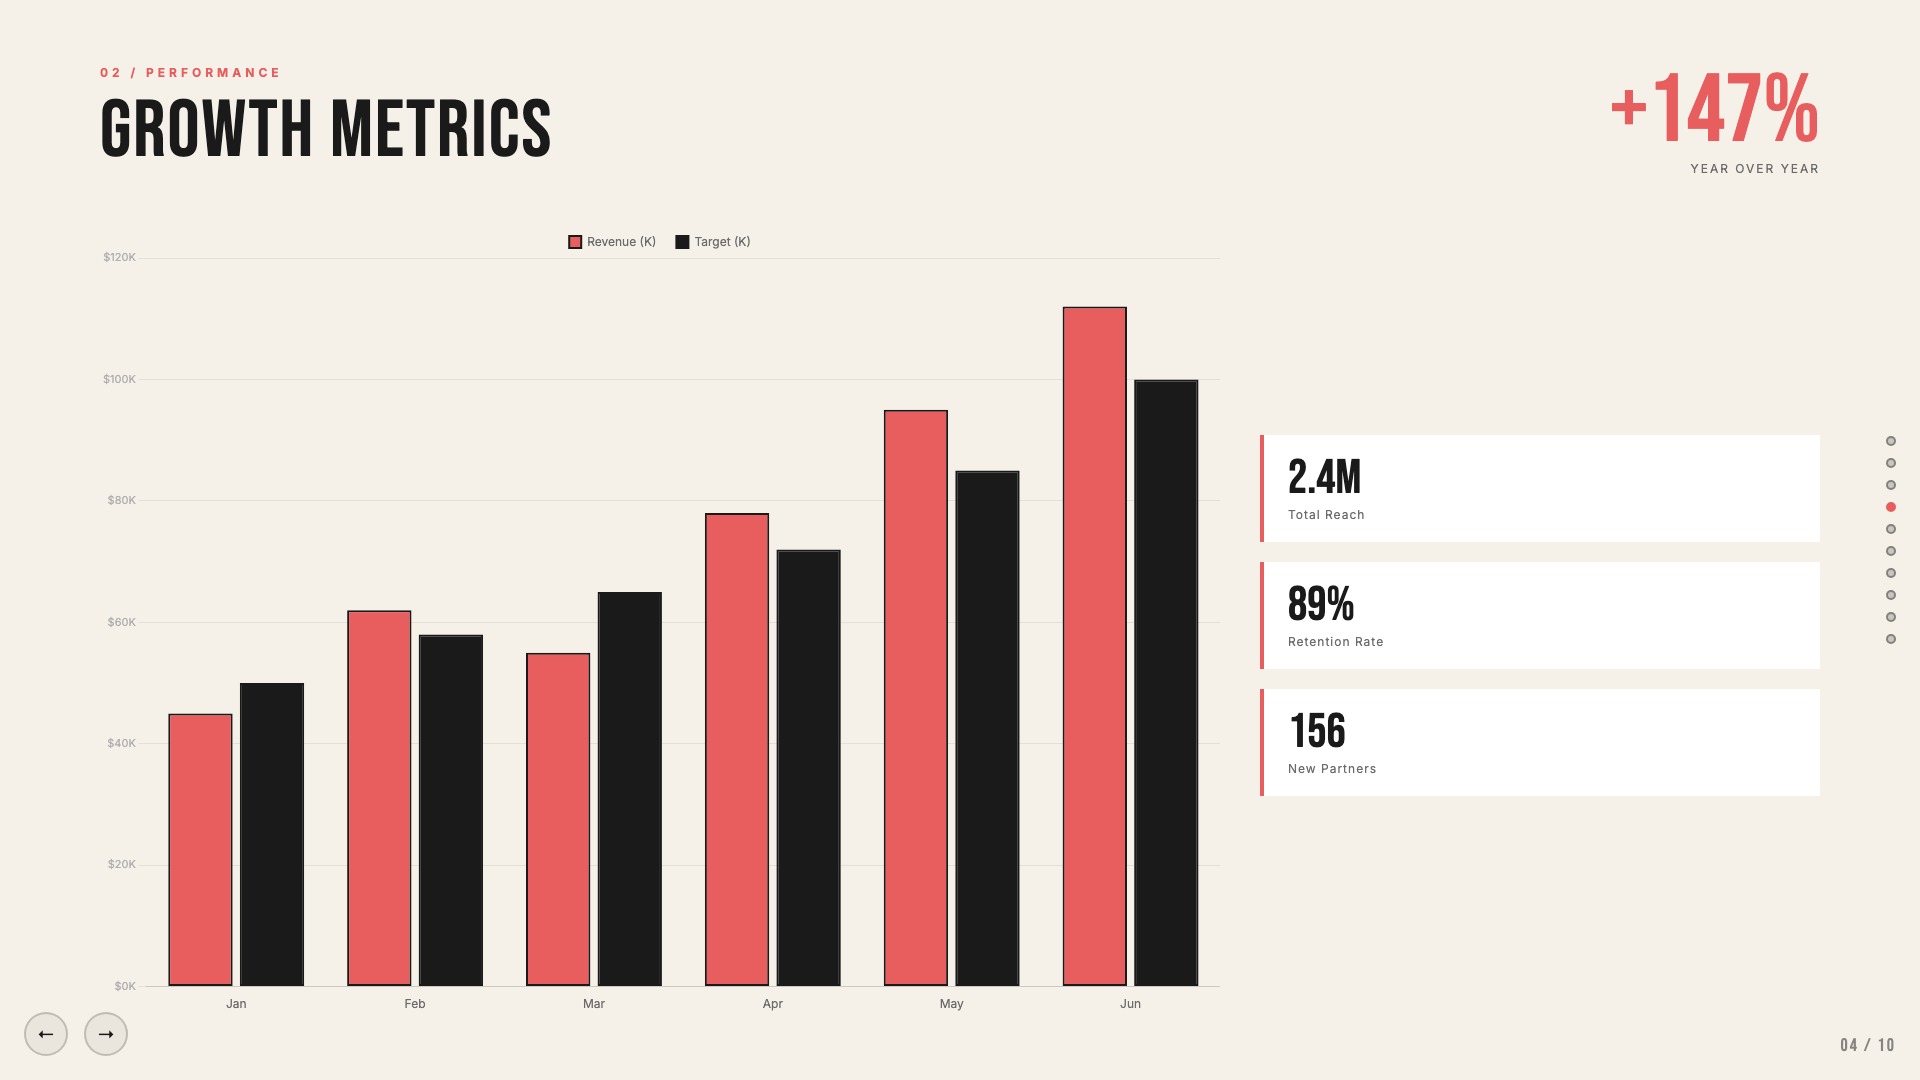 02 / PERFORMANCE
GROWTH METRICS
+147%
YEAR OVER YEAR
Revenue (K) Target (K)
$120K
$100K
$80K
$60K
$40K
$20K
$0K
Jan Feb Mar Apr May Jun
2.4M
Total Reach
89%
Retention Rate
156
New Partners
← →
04 / 10